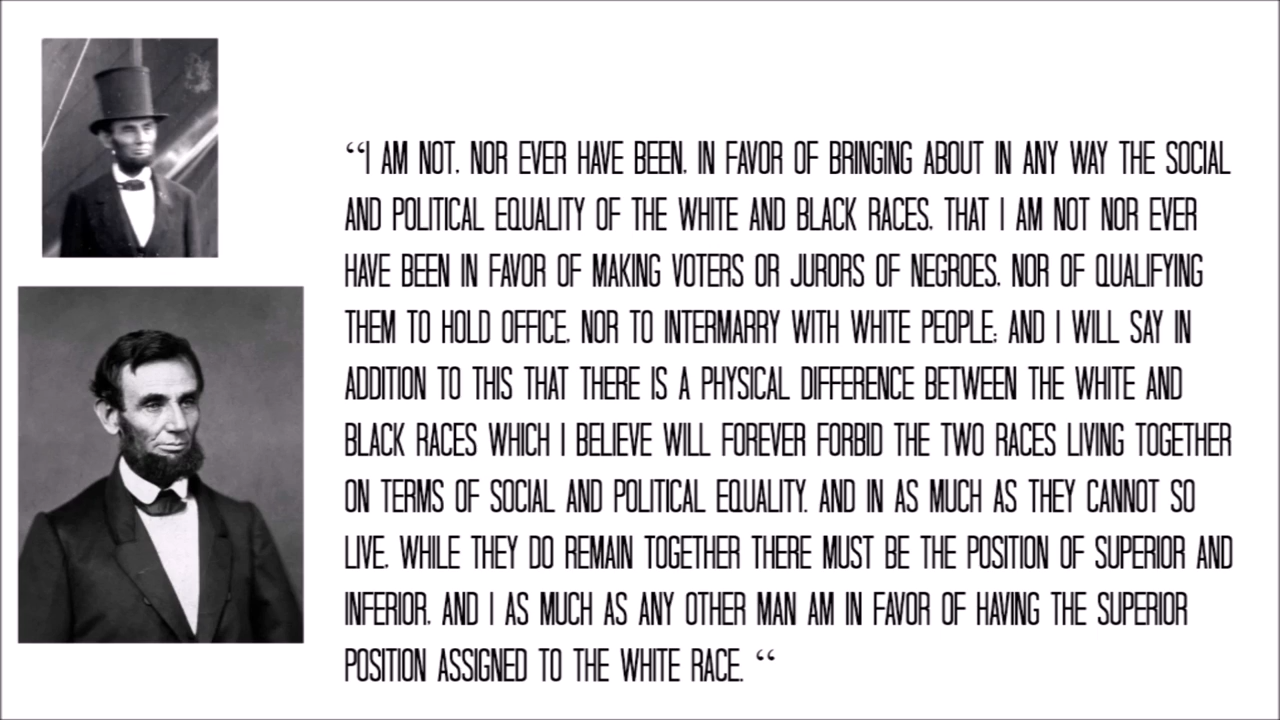 “I AM NOT, NOR EVER HAVE BEEN, IN FAVOR OF BRINGING ABOUT IN ANY WAY THE SOCIAL
AND POLITICAL EQUALITY OF THE WHITE AND BLACK RACES, THAT I AM NOT NOR EVER
HAVE BEEN IN FAVOR OF MAKING VOTERS OR JURORS OF NEGROES, NOR OF QUALIFYING
THEM TO HOLD OFFICE, NOR TO INTERMARRY WITH WHITE PEOPLE; AND I WILL SAY IN
ADDITION TO THIS THAT THERE IS A PHYSICAL DIFFERENCE BETWEEN THE WHITE AND
BLACK RACES WHICH I BELIEVE WILL FOREVER FORBID THE TWO RACES LIVING TOGETHER
ON TERMS OF SOCIAL AND POLITICAL EQUALITY. AND IN AS MUCH AS THEY CANNOT SO
LIVE, WHILE THEY DO REMAIN TOGETHER THERE MUST BE THE POSITION OF SUPERIOR AND
INFERIOR, AND I AS MUCH AS ANY OTHER MAN AM IN FAVOR OF HAVING THE SUPERIOR
POSITION ASSIGNED TO THE WHITE RACE. “